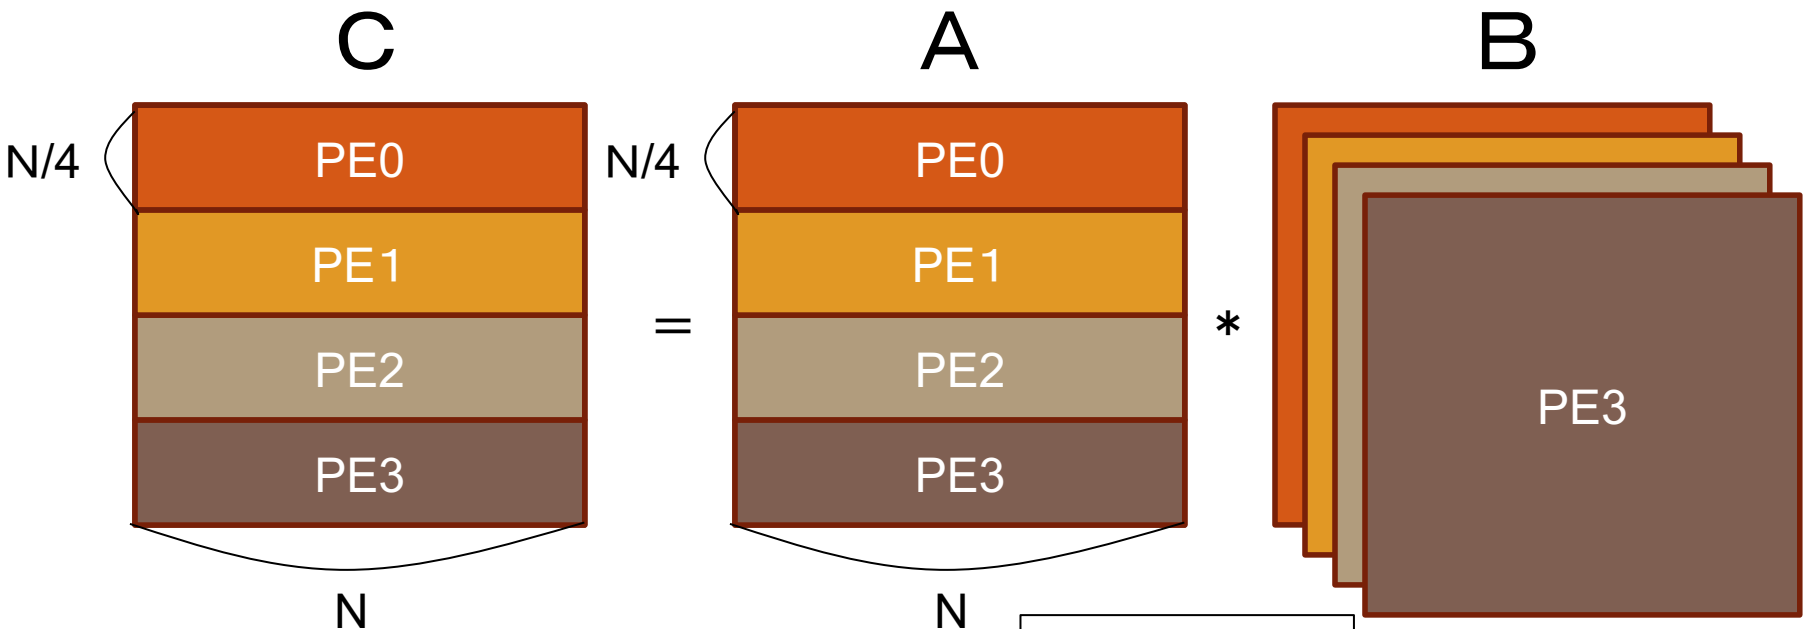 C A B
N/4 PE0 N/4 PE0
PE1 PE1
= *
PE2 PE2
PE3
PE3 PE3
N N